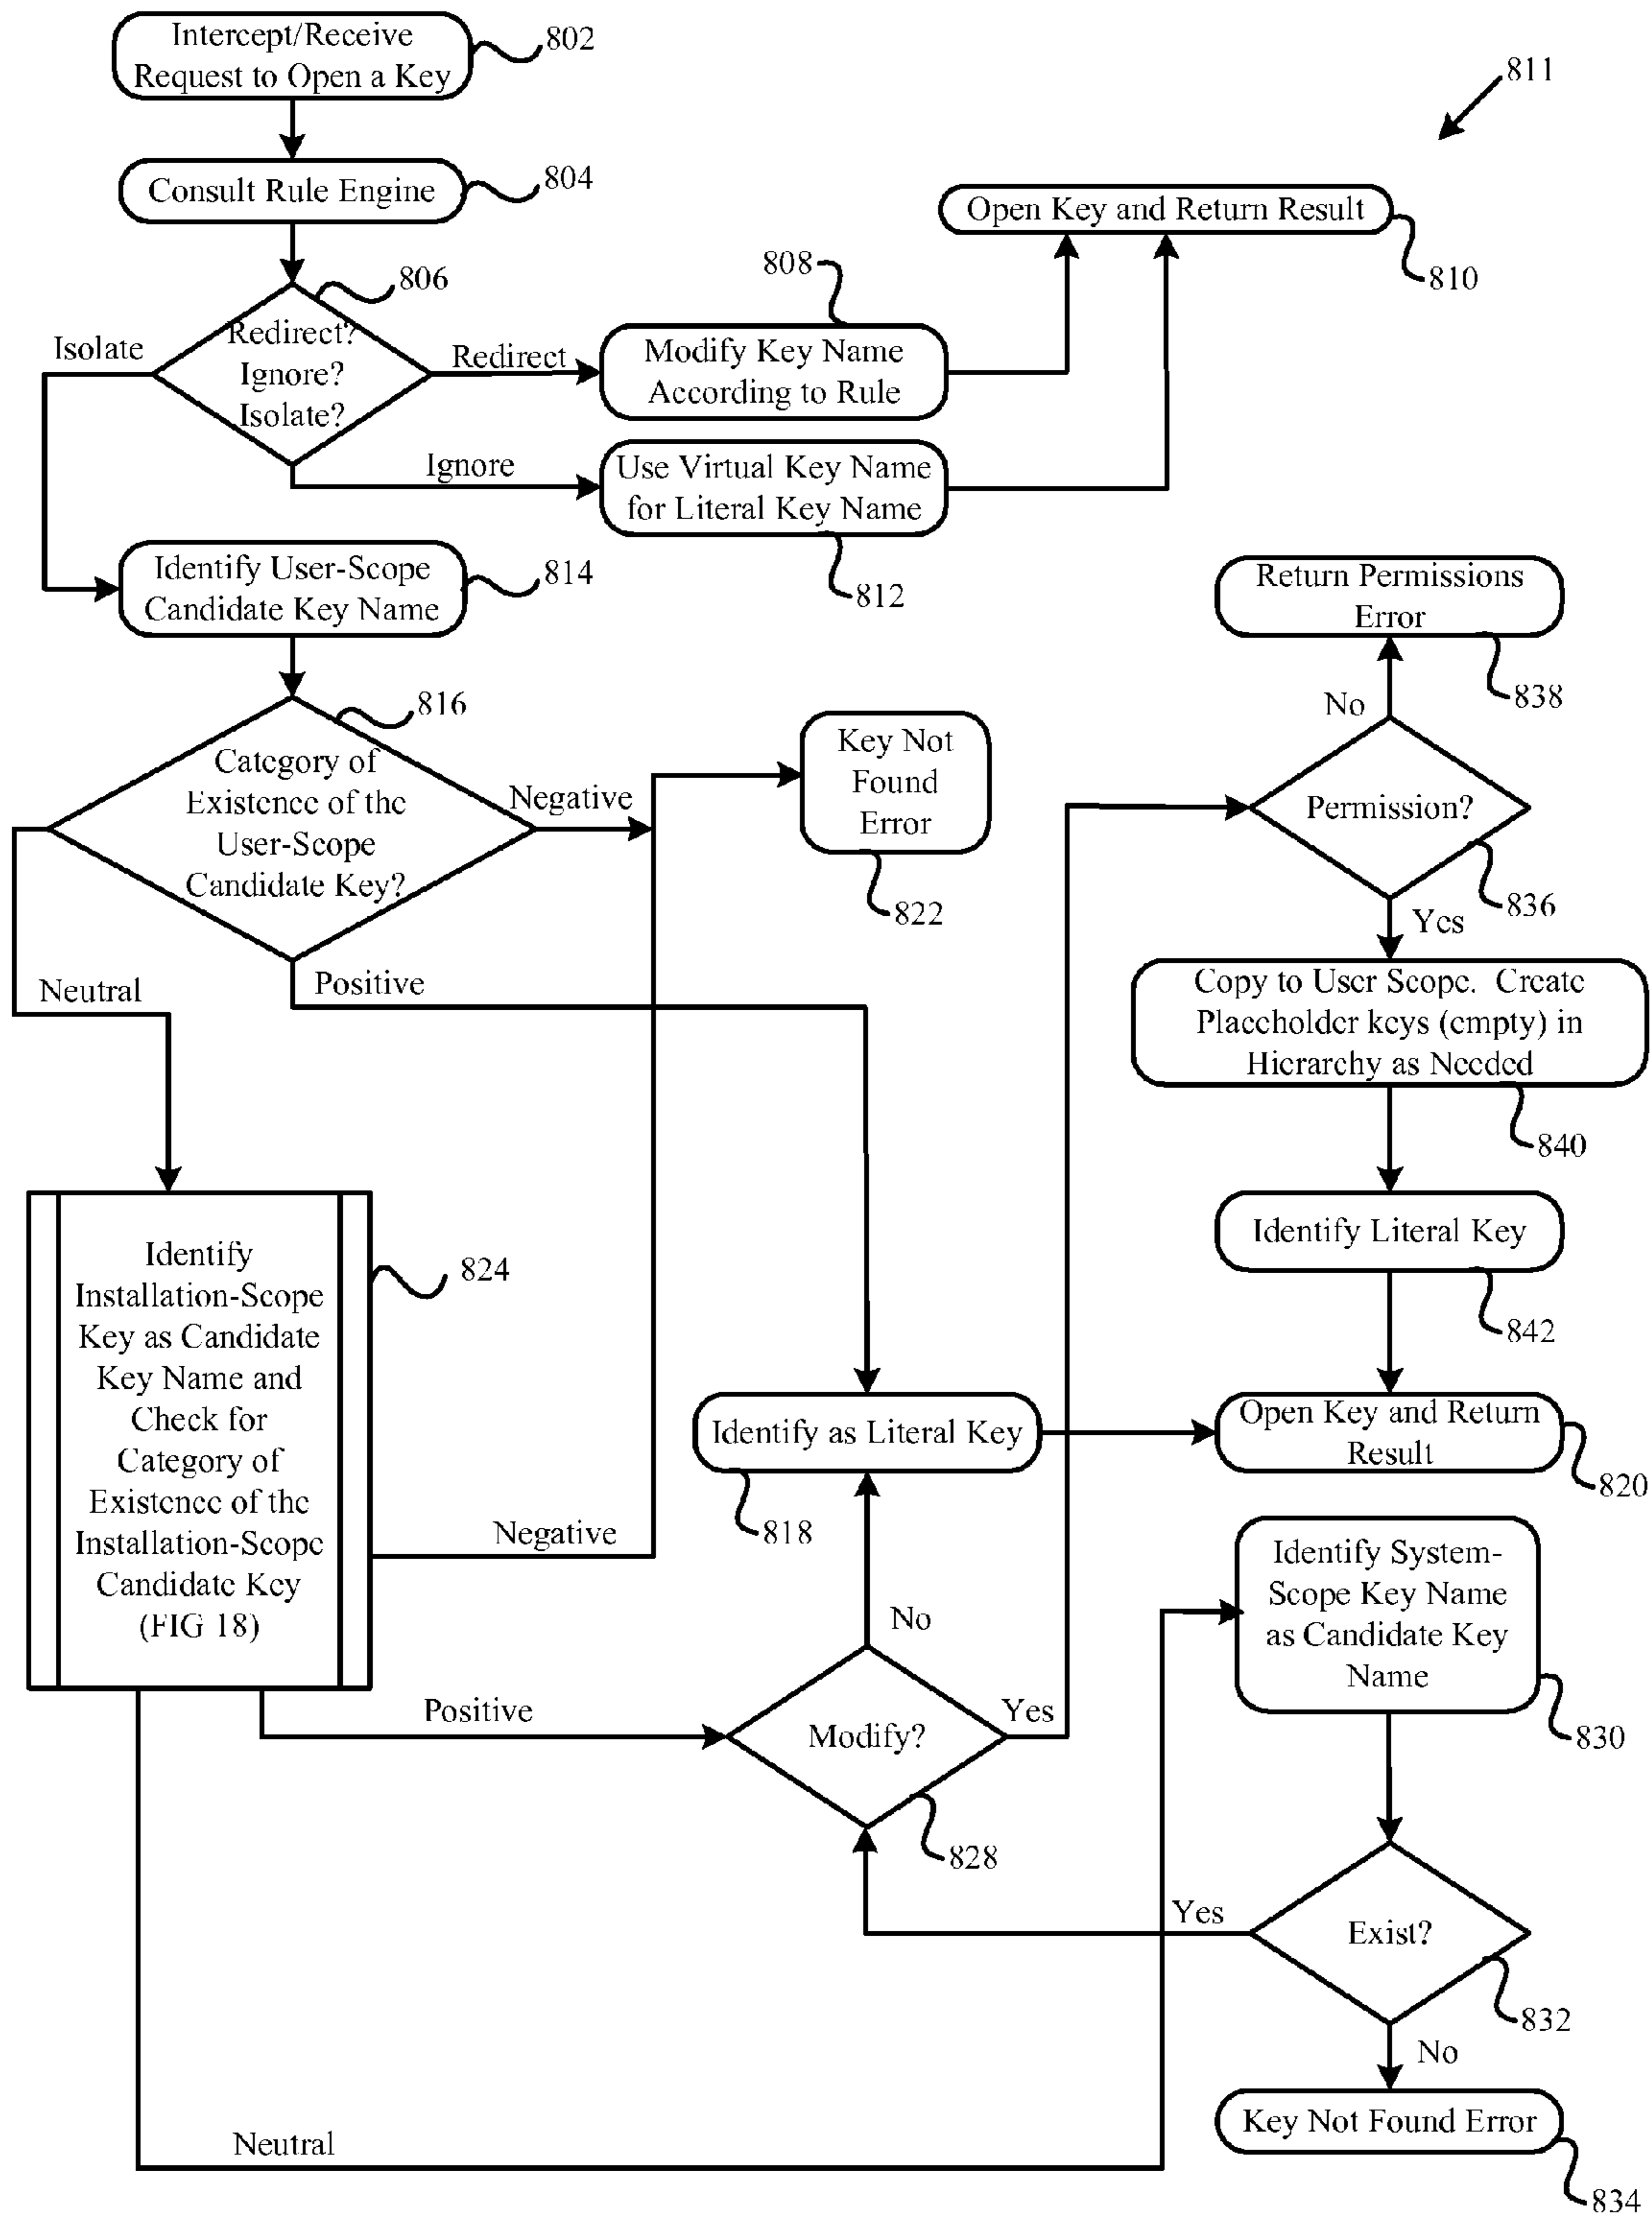 Intercept/Receive
Request to Open a Key
802
811
Consult Rule Engine
804
Open Key and Return Result
810
806
Redirect?
Ignore?
Isolate?
Isolate
Redirect
808
Modify Key Name
According to Rule
Ignore
Use Virtual Key Name
for Literal Key Name
812
Identify User-Scope
Candidate Key Name
814
Return Permissions
Error
838
No
816
Category of
Existence of the
User-Scope
Candidate Key?
Negative
Key Not
Found
Error
822
Permission?
836
Yes
Neutral
Positive
Copy to User Scope. Create
Placeholder keys (empty) in
Hierarchy as Needed
840
Identify
Installation-Scope
Key as Candidate
Key Name and
Check for
Category of
Existence of the
Installation-Scope
Candidate Key
(FIG 18)
824
Identify Literal Key
842
Identify as Literal Key
818
Open Key and Return
Result
820
Negative
Identify System-
Scope Key Name
as Candidate Key
Name
830
No
Positive
Modify?
Yes
828
Yes
Exist?
832
No
Neutral
Key Not Found Error
834